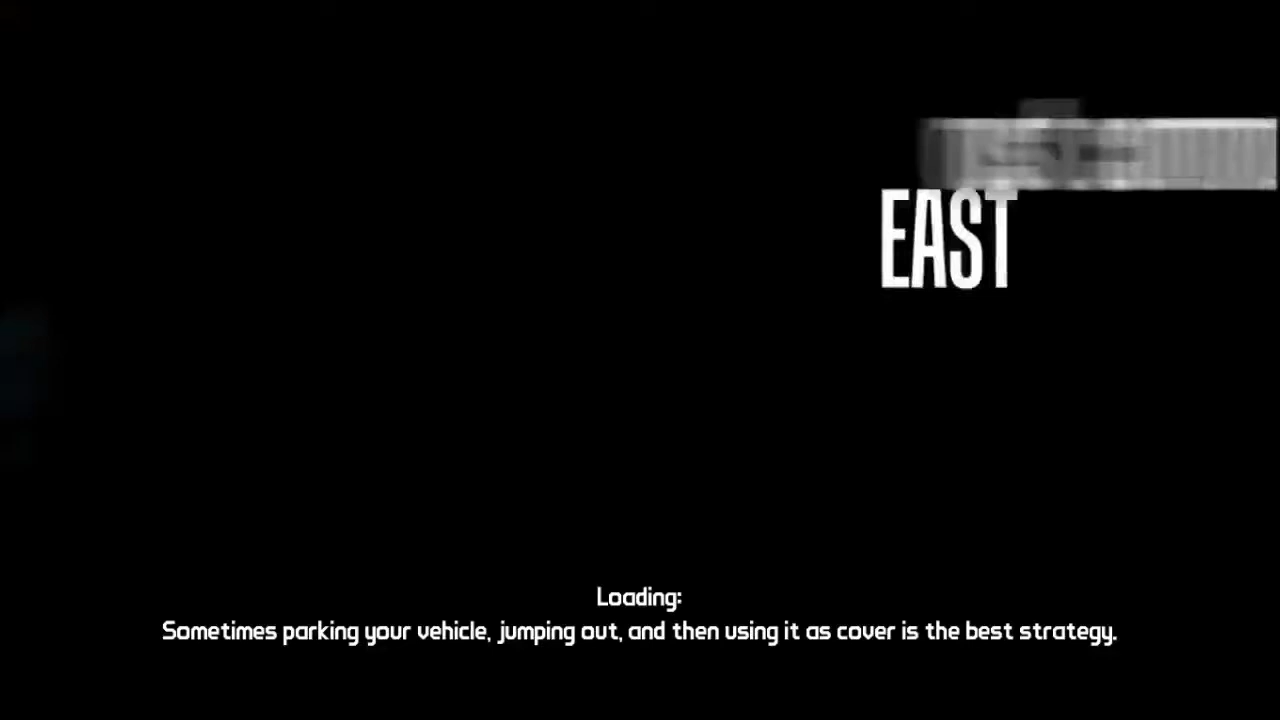 EAST
Loading:
Sometimes parking your vehicle, jumping out, and then using it as cover is the best strategy.